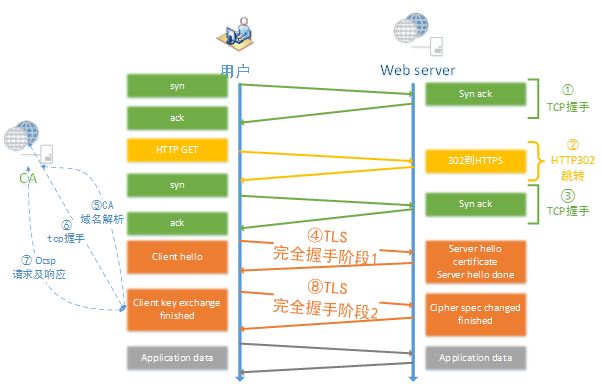 用户
Web server
syn
Syn ack
①
TCP握手
ack
HTTP GET
302到HTTPS
②
HTTP302
跳转
syn
Syn ack
③
TCP握手
ack
CA
⑤CA
域名解析
⑥
tcp握手
⑦ Ocsp
请求及响应
Client hello
④TLS
完全握手阶段1
Server hello
certificate
Server hello done
Client key exchange
finished
⑧TLS
完全握手阶段2
Cipher spec changed
finished
Application data
Application data